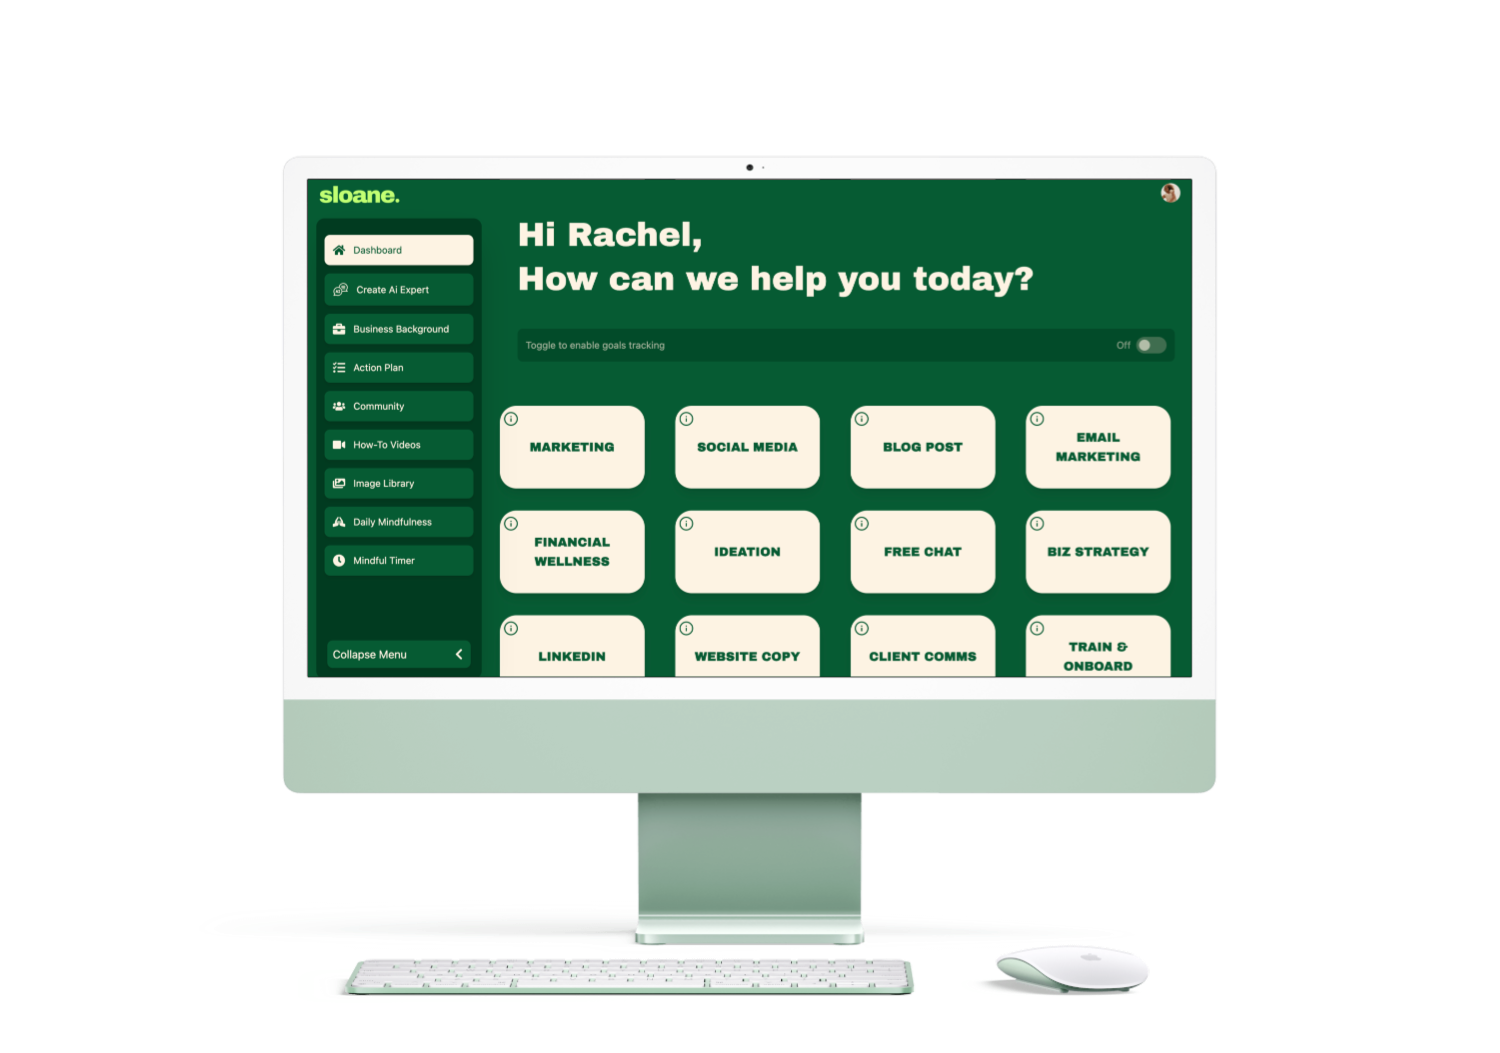 sloane.
Hi Rachel,
How can we help you today?
Dashboard
Create Ai Expert
Business Background
Action Plan
Community
How-To Videos
Image Library
Daily Mindfulness
Mindful Timer
Collapse Menu
Toggle to enable goals tracking
Off
MARKETING
SOCIAL MEDIA
BLOG POST
EMAIL
MARKETING
FINANCIAL
WELLNESS
IDEATION
FREE CHAT
BIZ STRATEGY
LINKEDIN
WEBSITE COPY
CLIENT COMMS
TRAIN &
ONBOARD